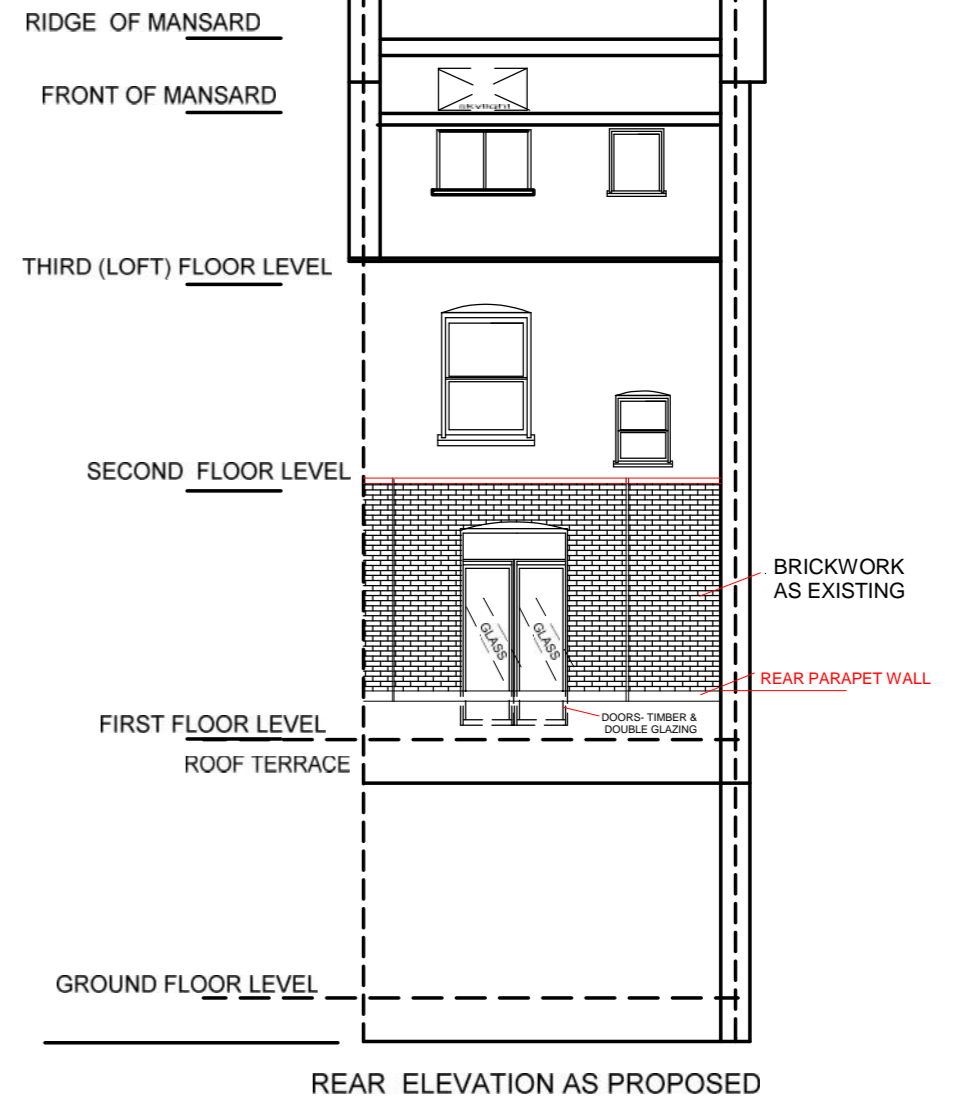 RIDGE OF MANSARD
FRONT OF MANSARD
skylight
THIRD (LOFT) FLOOR LEVEL
SECOND FLOOR LEVEL
BRICKWORK
AS EXISTING
GLASS
GLASS
REAR PARAPET WALL
DOORS- TIMBER &
DOUBLE GLAZING
FIRST FLOOR LEVEL
ROOF TERRACE
GROUND FLOOR LEVEL
REAR ELEVATION AS PROPOSED